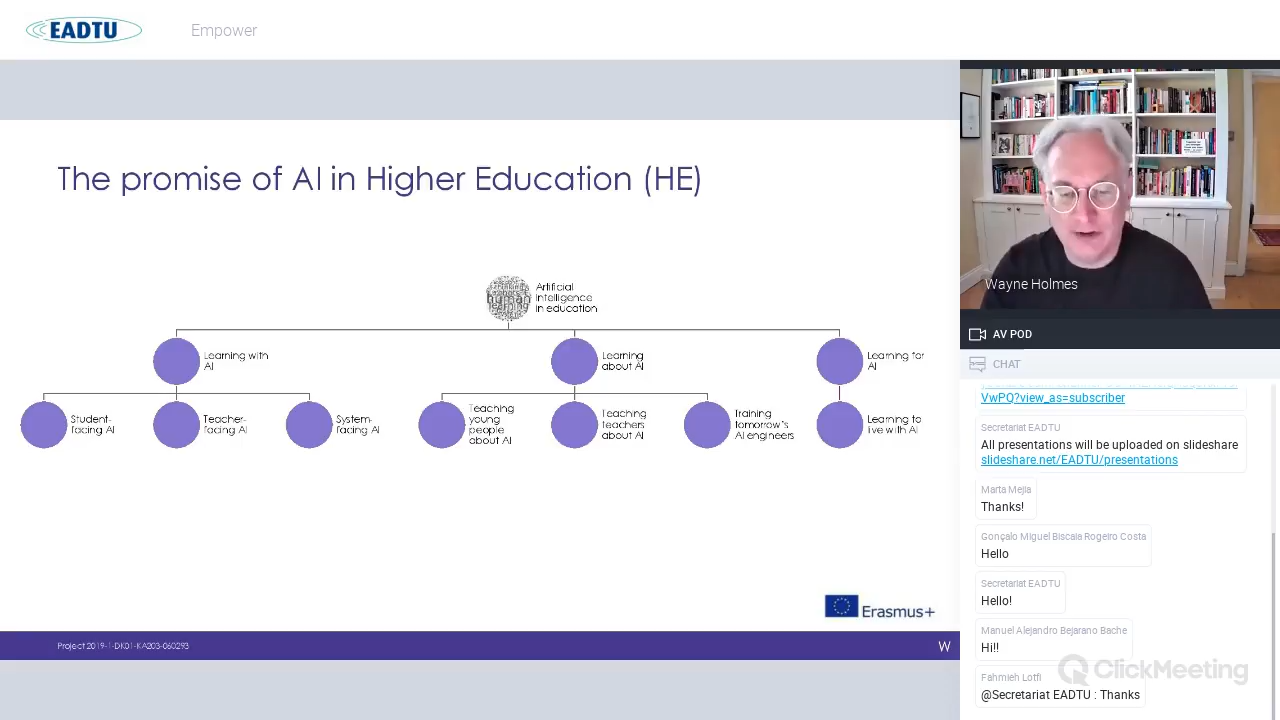 EADTU
Empower
The promise of AI in Higher Education (HE)
Artificial
Intelligence
in education
Learning with
AI
Learning
about AI
Learning for
AI
Student-
facing AI
Teacher-
facing AI
System-
facing AI
Teaching
young
people
about AI
Teaching
teachers
about AI
Training
tomorrow's
AI engineers
Learning to
live with AI
Erasmus+
Project 2019-1-DK01-KA203-060293
W
Wayne Holmes
AV POD
CHAT
VwPQ?view_as=subscriber
Secretariat EADTU
All presentations will be uploaded on slideshare
slideshare.net/EADTU/presentations
Marta Mejía
Thanks!
Gonçalo Miguel Biscaia Rogeiro Costa
Hello
Secretariat EADTU
Hello!
Manuel Alejandro Bejarano Bache
Hi!!
Fahmieh Lotfi
@Secretariat EADTU : Thanks
ClickMeeting